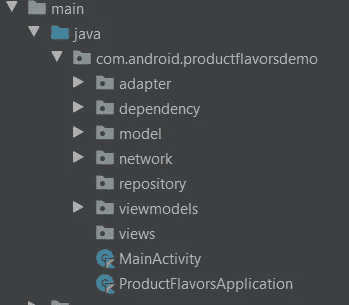 main
java
com.android.productflavorsdemo
adapter
dependency
model
network
repository
viewmodels
views
MainActivity
ProductFlavorsApplication